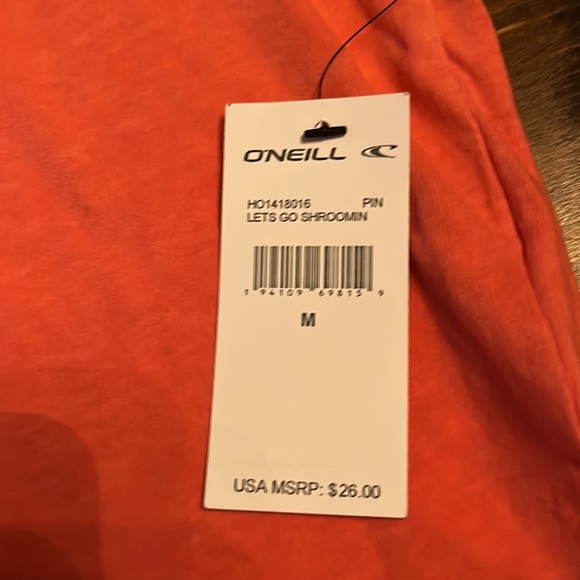 O'NEILL
HO1418016 PIN
LETS GO SHROOMIN
1 94109 69815 9
M
USA MSRP: $26.00